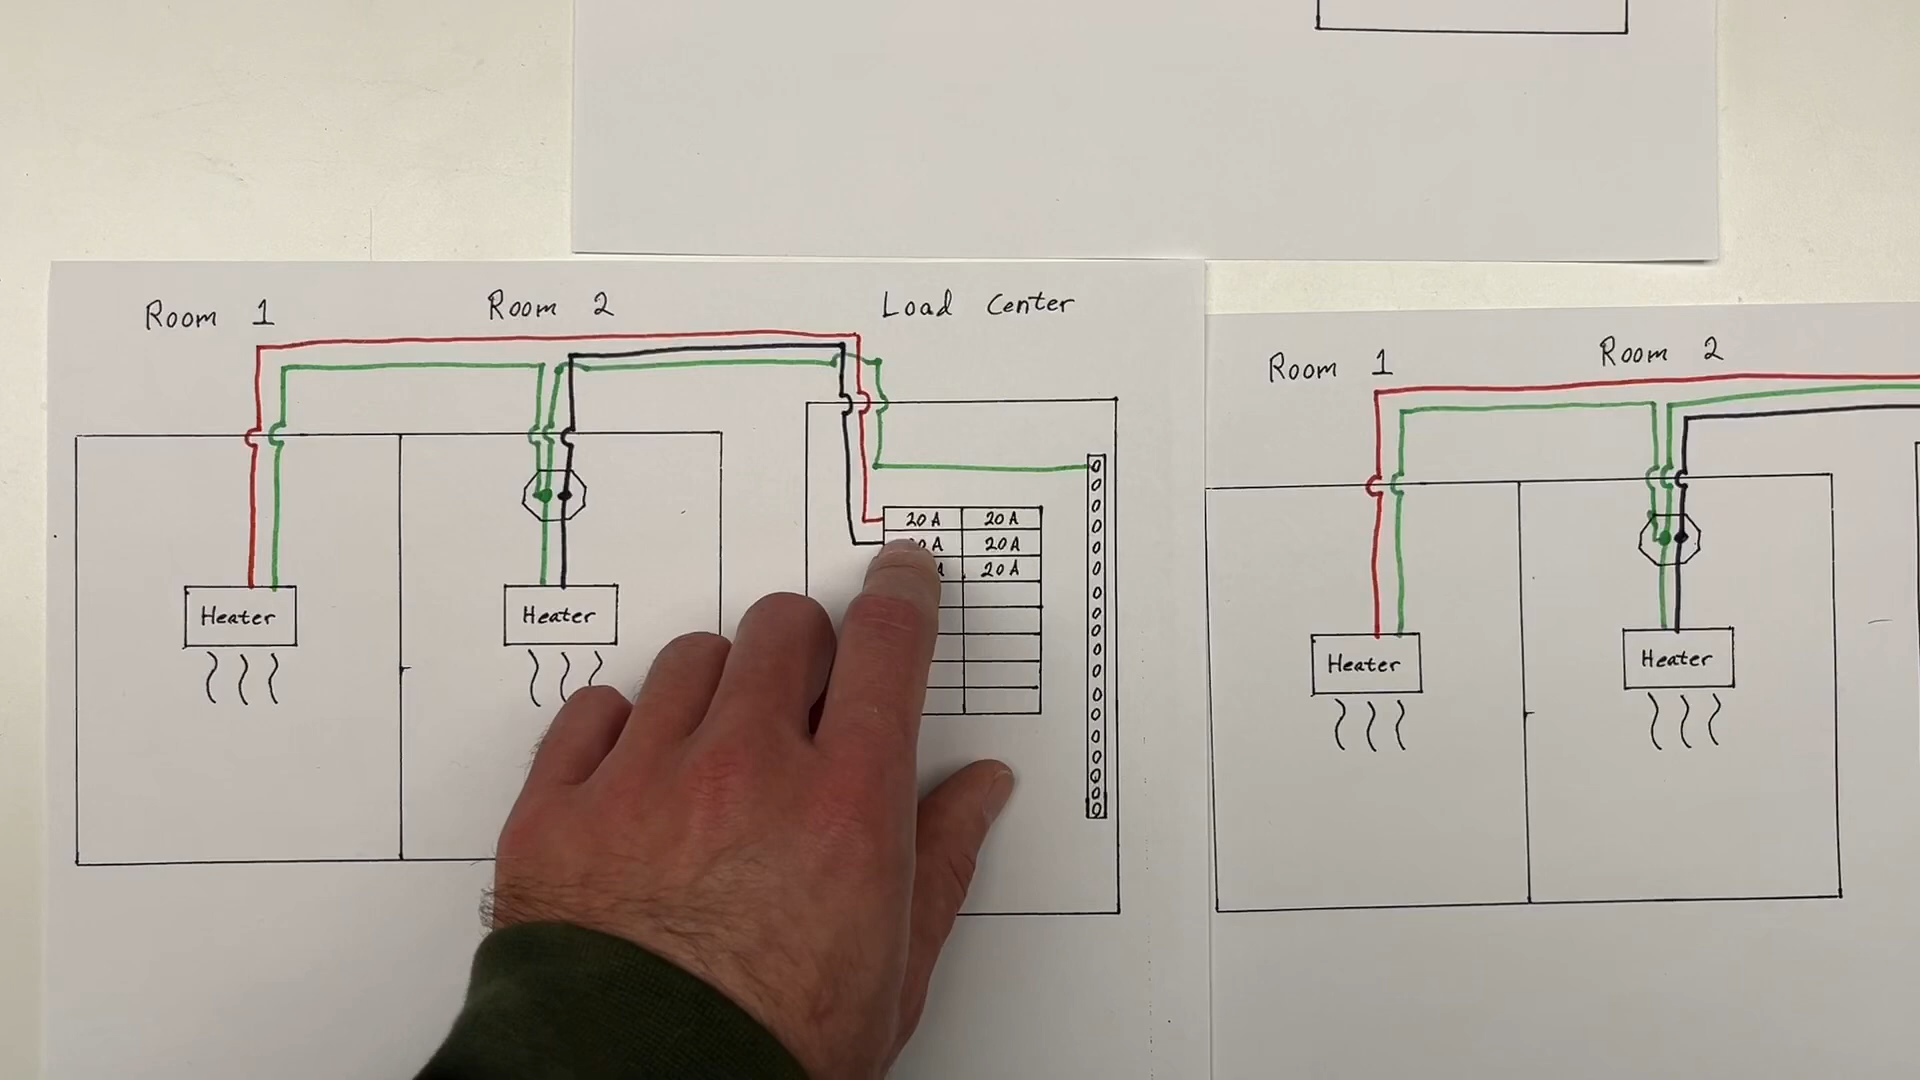 Room 1 Room 2 Load Center
20 A 20 A
20 A
20 A
Heater Heater
Room 1 Room 2
Heater Heater